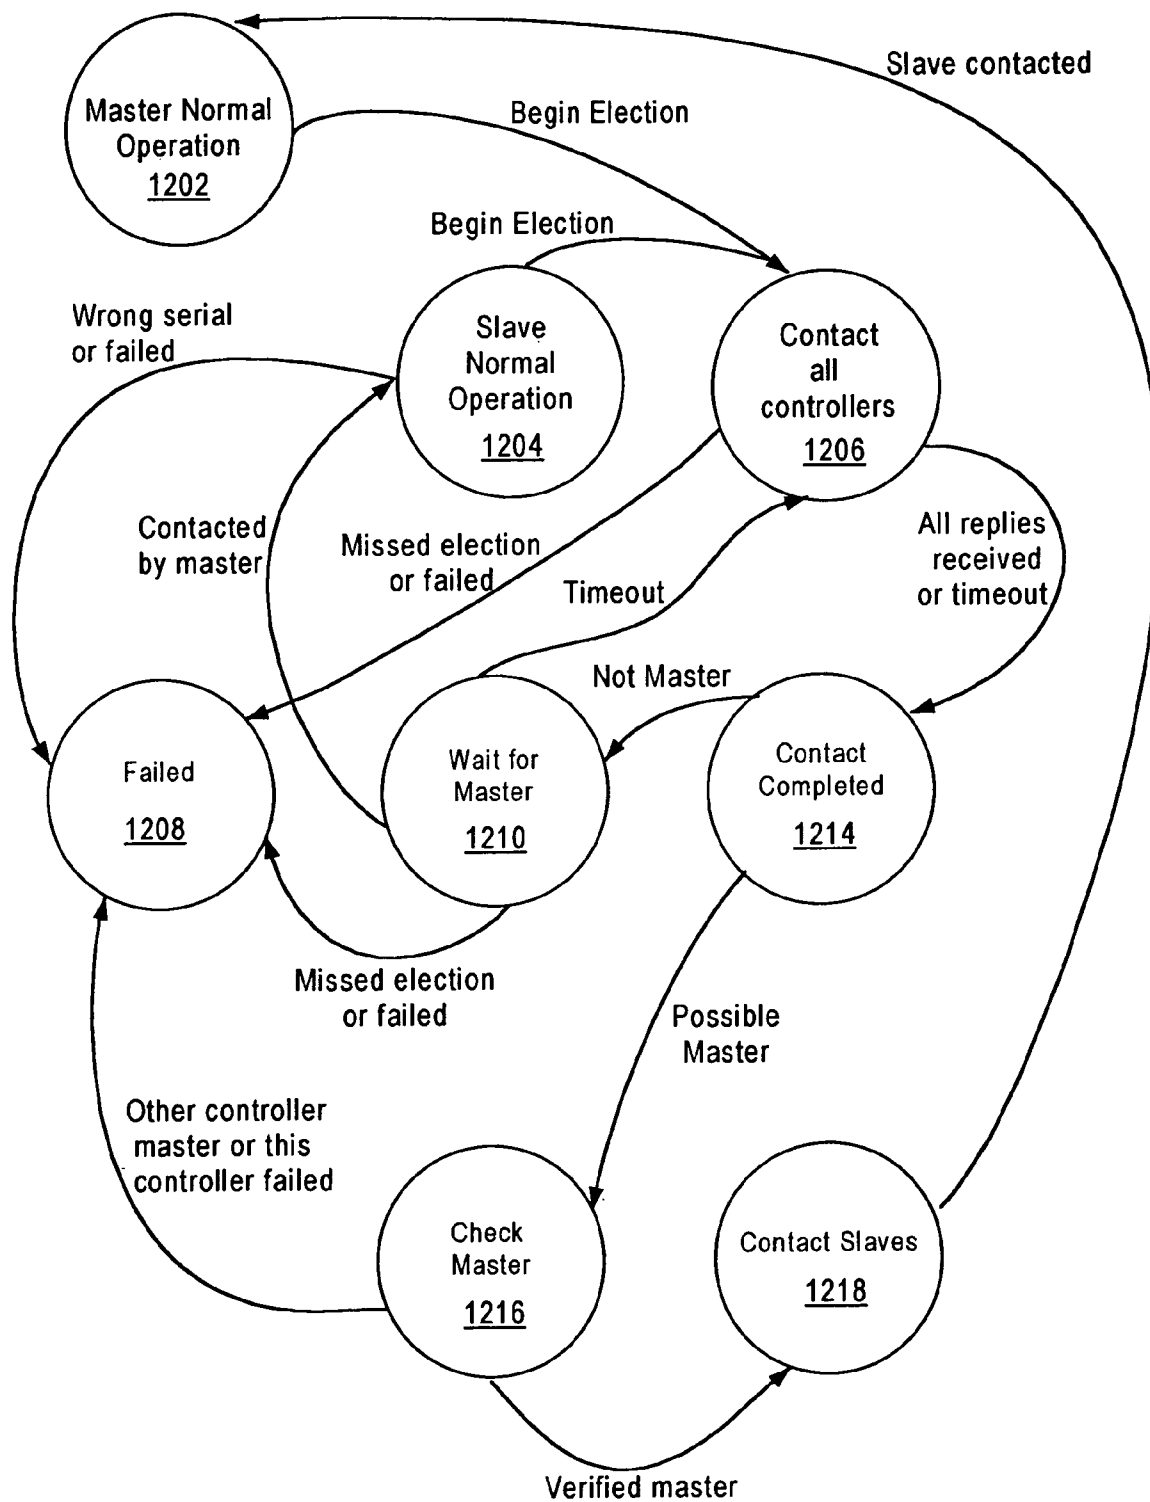 Slave contacted
Master Normal
Operation
1202
Begin Election
Begin Election
Wrong serial
or failed
Slave
Normal
Operation
1204
Contact
all
controllers
1206
Contacted
by master
Missed election
or failed
Timeout
All replies
received
or timeout
Not Master
Failed
1208
Wait for
Master
1210
Contact
Completed
1214
Missed election
or failed
Possible
Master
Other controller
master or this
controller failed
Check
Master
1216
Contact Slaves
1218
Verified master